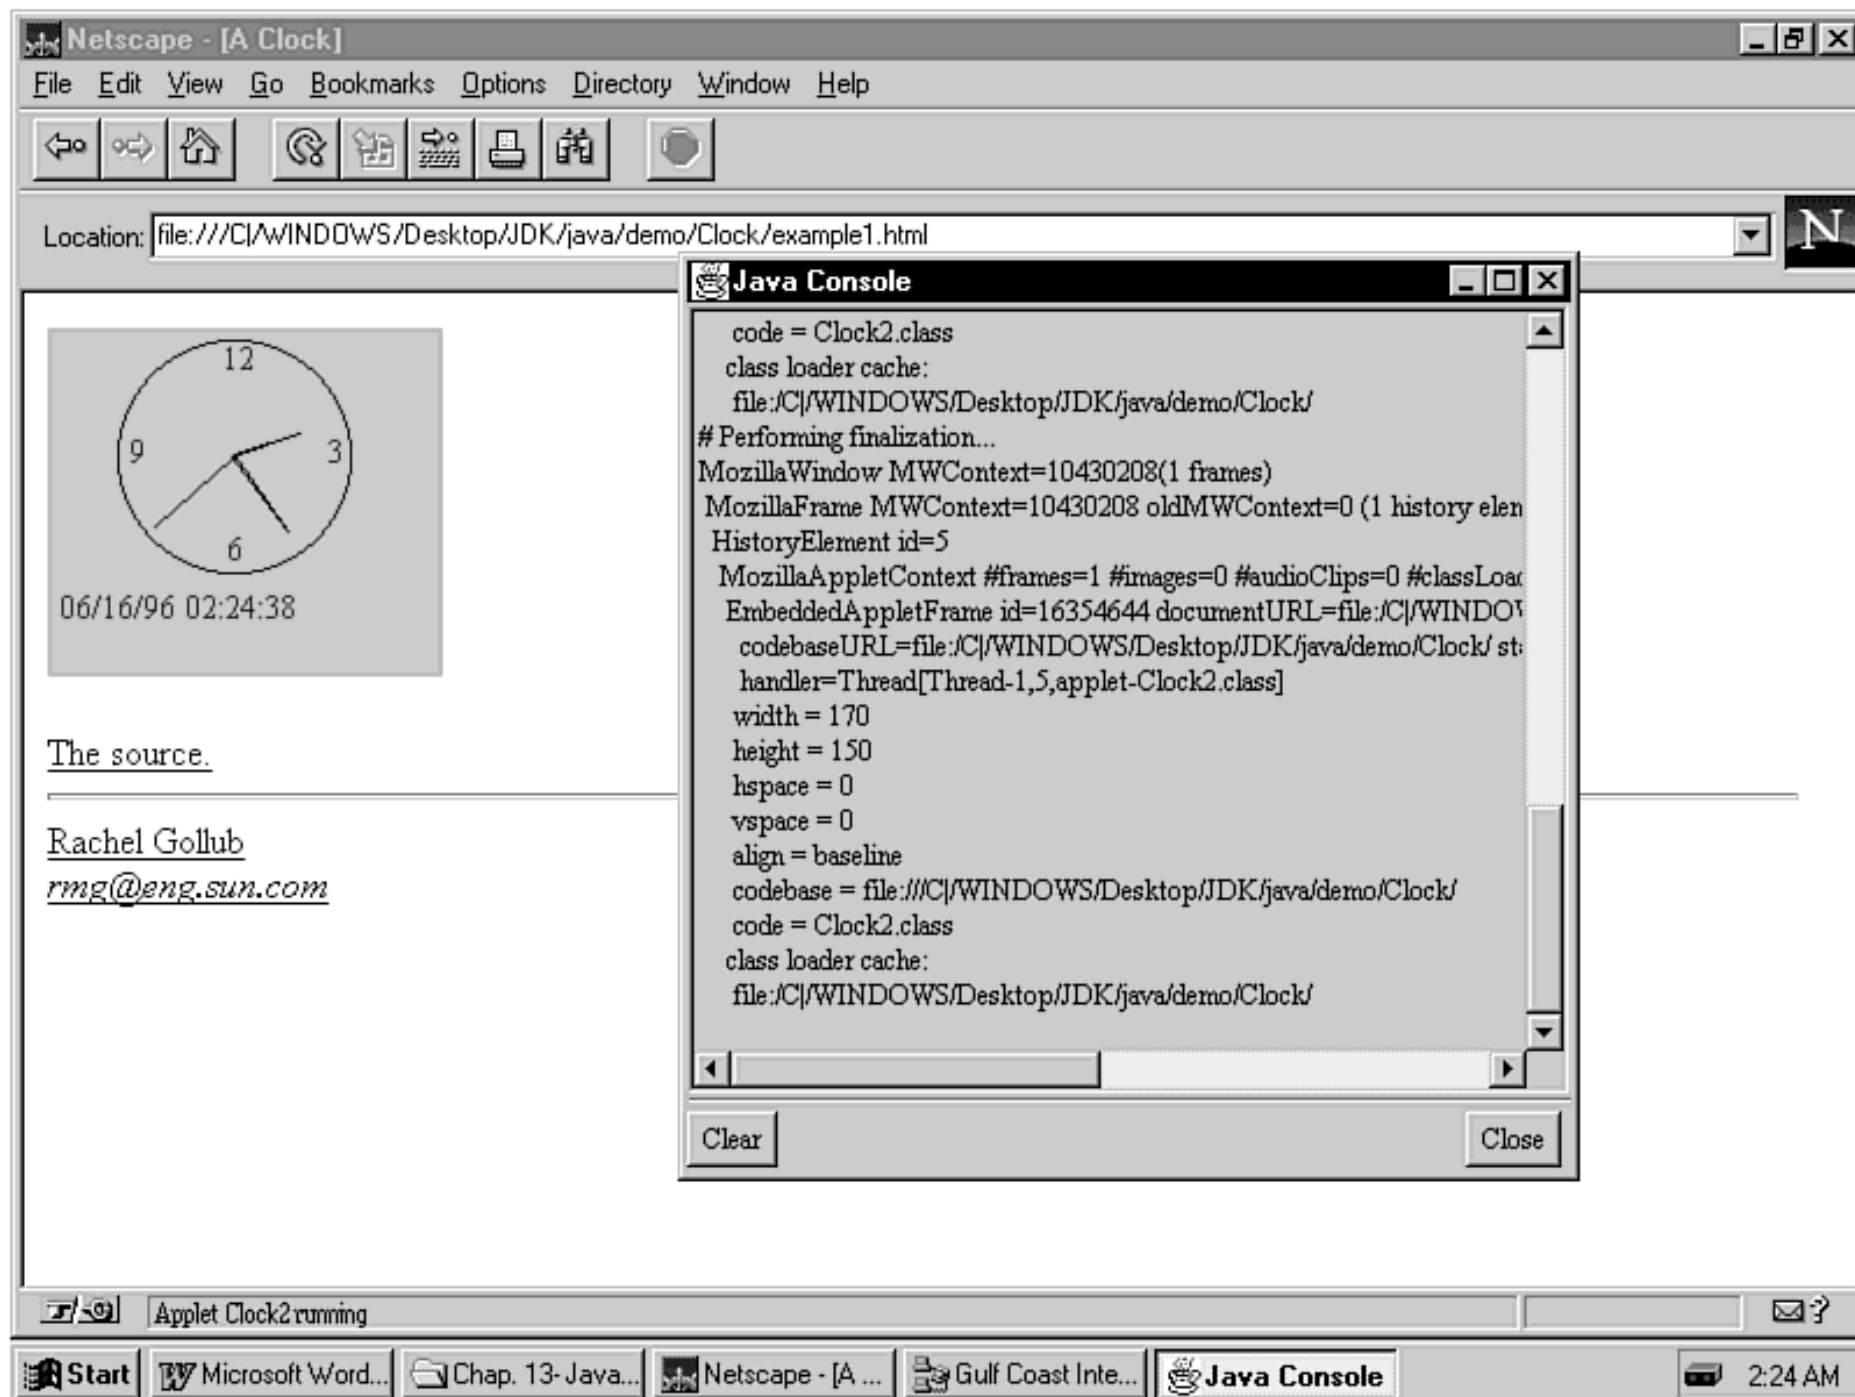 Netscape - [A Clock]
File Edit View Go Bookmarks Options Directory Window Help
Location: file:///C|/WINDOWS/Desktop/JDK/java/demo/Clock/example1.html
N
12
9 3
6
06/16/96 02:24:38
The source.
Rachel Gollub
rmg@eng.sun.com
Java Console
code = Clock2.class
class loader cache:
file:/C|/WINDOWS/Desktop/JDK/java/demo/Clock/
# Performing finalization...
MozillaWindow MWContext=10430208(1 frames)
MozillaFrame MWContext=10430208 oldMWContext=0 (1 history elem
HistoryElement id=5
MozillaAppletContext #frames=1 #images=0 #audioClips=0 #classLoad
EmbeddedAppletFrame id=16354644 documentURL=file:/C|/WINDOW
codebaseURL=file:/C|/WINDOWS/Desktop/JDK/java/demo/Clock/ sta
handler=Thread[Thread-1,5,applet-Clock2.class]
width = 170
height = 150
hspace = 0
vspace = 0
align = baseline
codebase = file:///C|/WINDOWS/Desktop/JDK/java/demo/Clock/
code = Clock2.class
class loader cache:
file:/C|/WINDOWS/Desktop/JDK/java/demo/Clock/
Clear Close
Applet Clock2 running
Start Microsoft Word... Chap. 13- Java... Netscape - [A ... Gulf Coast Inte... Java Console 2:24 AM